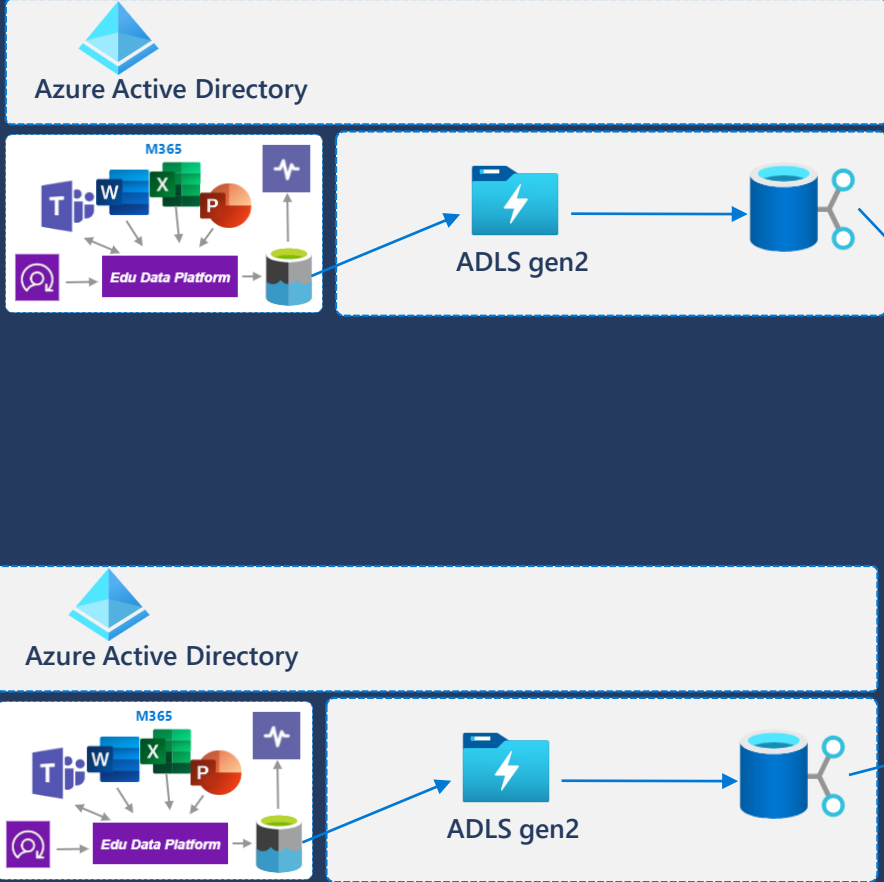 Azure Active Directory
M365
T
W
X
P
Edu Data Platform
ADLS gen2
Azure Active Directory
M365
T
W
X
P
Edu Data Platform
ADLS gen2